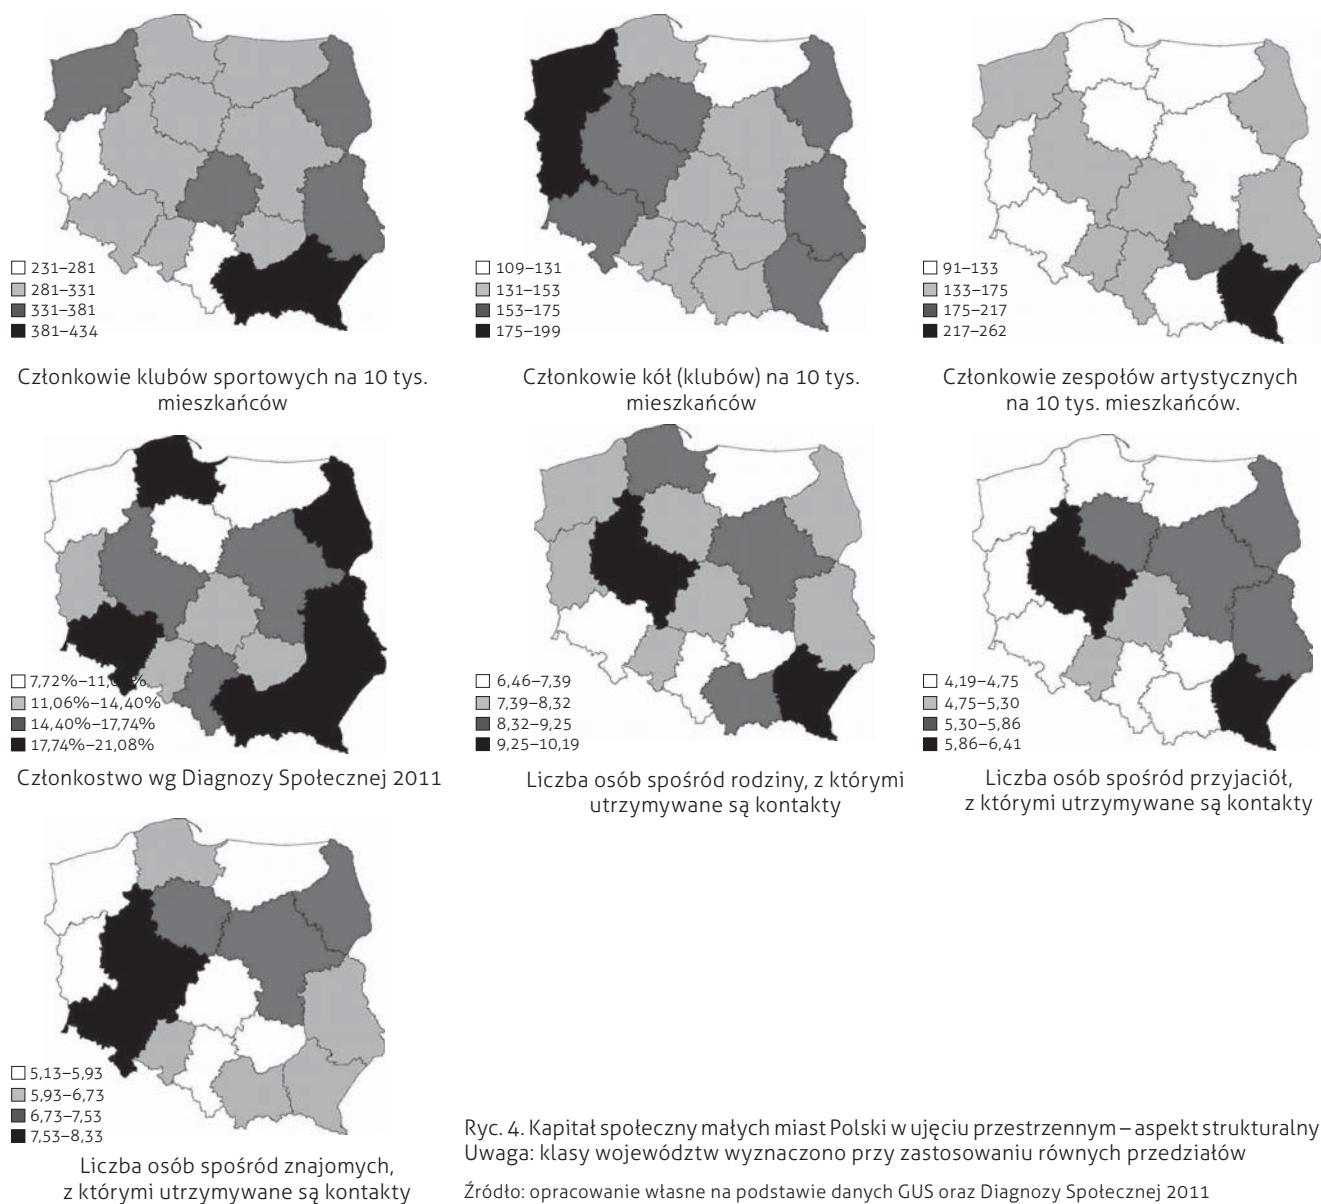 231–281
281–331
331–381
381–434
Członkowie klubów sportowych na 10 tys.
mieszkańców
109–131
131–153
153–175
175–199
Członkowie kół (klubów) na 10 tys.
mieszkańców
91–133
133–175
175–217
217–262
Członkowie zespołów artystycznych
na 10 tys. mieszkańców.
7,72%–11,
11,06%–14,40%
14,40%–17,74%
17,74%–21,08%
Członkostwo wg Diagnozy Społecznej 2011
6,46–7,39
7,39–8,32
8,32–9,25
9,25–10,19
Liczba osób spośród rodziny, z którymi
utrzymywane są kontakty
4,19–4,75
4,75–5,30
5,30–5,86
5,86–6,41
Liczba osób spośród przyjaciół,
z którymi utrzymywane są kontakty
5,13–5,93
5,93–6,73
6,73–7,53
7,53–8,33
Liczba osób spośród znajomych,
z którymi utrzymywane są kontakty
Ryc. 4. Kapitał społeczny małych miast Polski w ujęciu przestrzennym – aspekt strukturalny
Uwaga: klasy województw wyznaczono przy zastosowaniu równych przedziałów
Źródło: opracowanie własne na podstawie danych GUS oraz Diagnozy Społecznej 2011